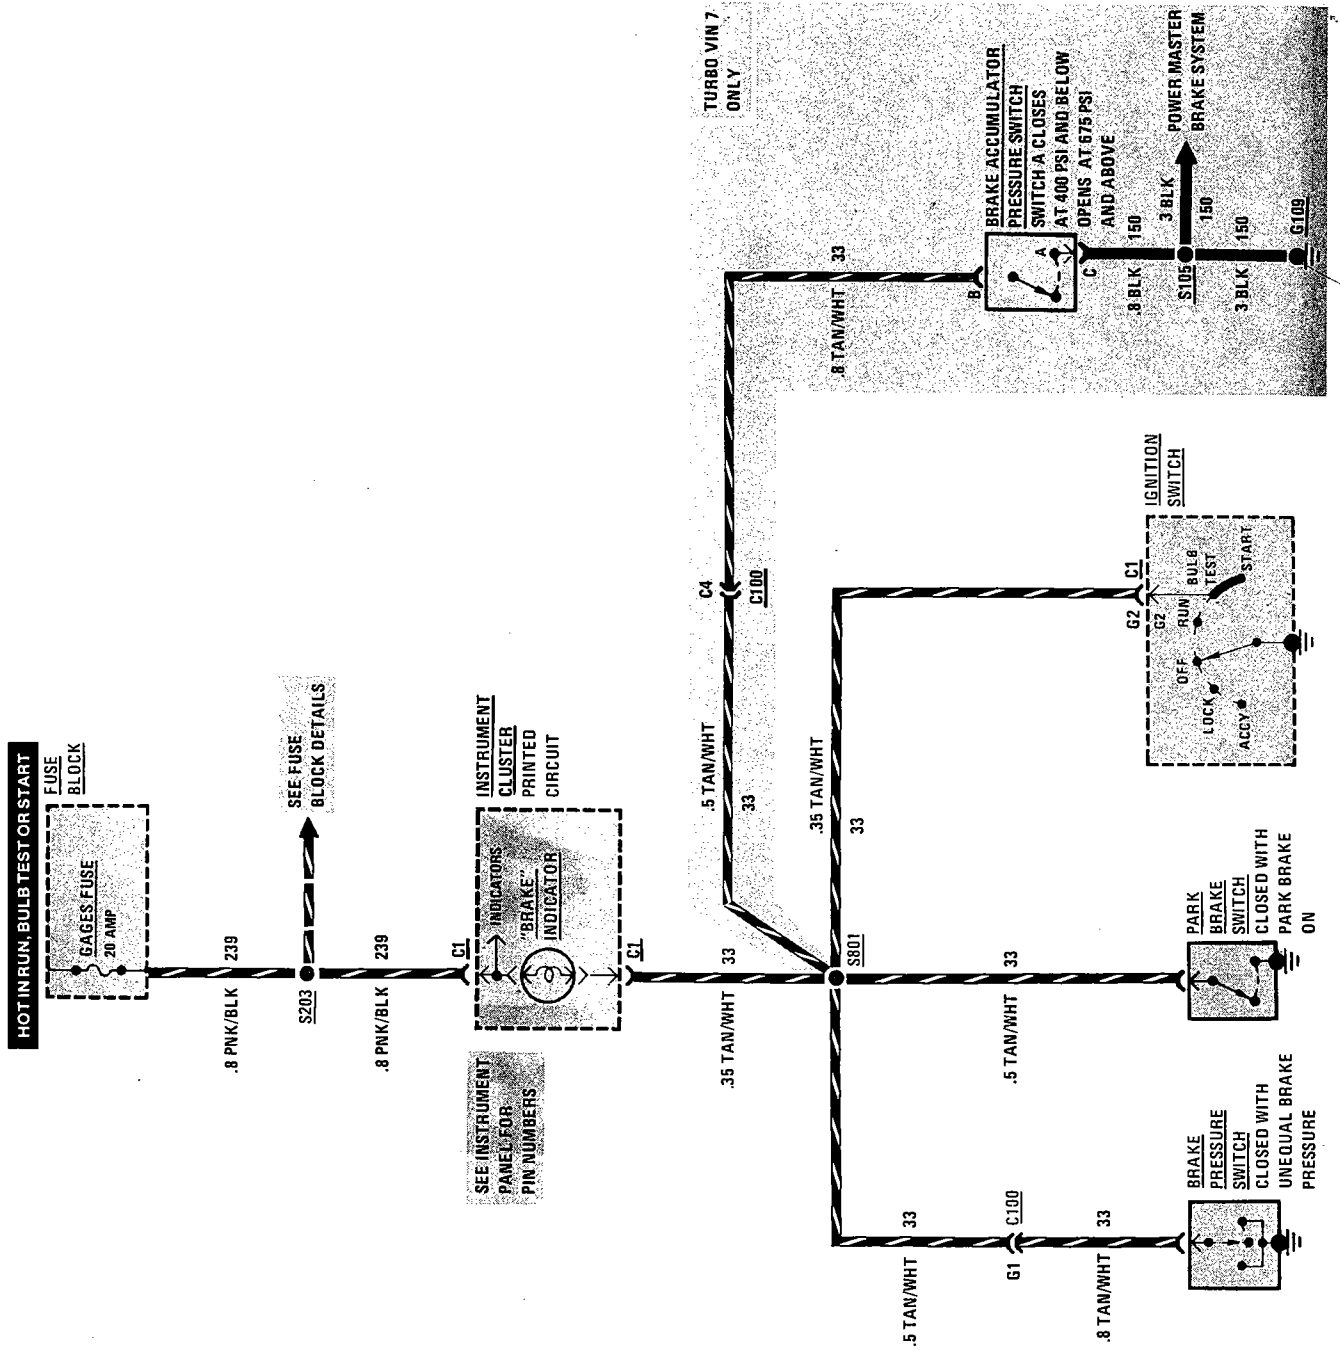 HOT IN RUN, BULB TEST OR START
FUSE
BLOCK
GAGES FUSE
20 AMP
.8 PNK/BLK
239
S203
SEE FUSE
BLOCK DETAILS
.8 PNK/BLK
239
C1
SEE INSTRUMENT
PANEL FOR
PIN NUMBERS
INDICATORS
"BRAKE"
INDICATOR
INSTRUMENT
CLUSTER
PRINTED
CIRCUIT
C1
.35 TAN/WHT
33
S801
.5 TAN/WHT
33
C4
C100
TURBO VIN 7
ONLY
.35 TAN/WHT
33
.8 TAN/WHT
33
.5 TAN/WHT
33
G1
C100
.8 TAN/WHT
33
BRAKE
PRESSURE
SWITCH
CLOSED WITH
UNEQUAL BRAKE
PRESSURE
.5 TAN/WHT
33
PARK
BRAKE
SWITCH
CLOSED WITH
PARK BRAKE
ON
G2
C1
G2
LOCK
OFF
RUN
BULB
TEST
ACCY
START
IGNITION
SWITCH
B
A
C
BRAKE ACCUMULATOR
PRESSURE SWITCH
SWITCH A CLOSES
AT 400 PSI AND BELOW
OPENS AT 675 PSI
AND ABOVE
.8 BLK
150
S105
3 BLK
150
POWER MASTER
BRAKE SYSTEM
3 BLK
150
G109